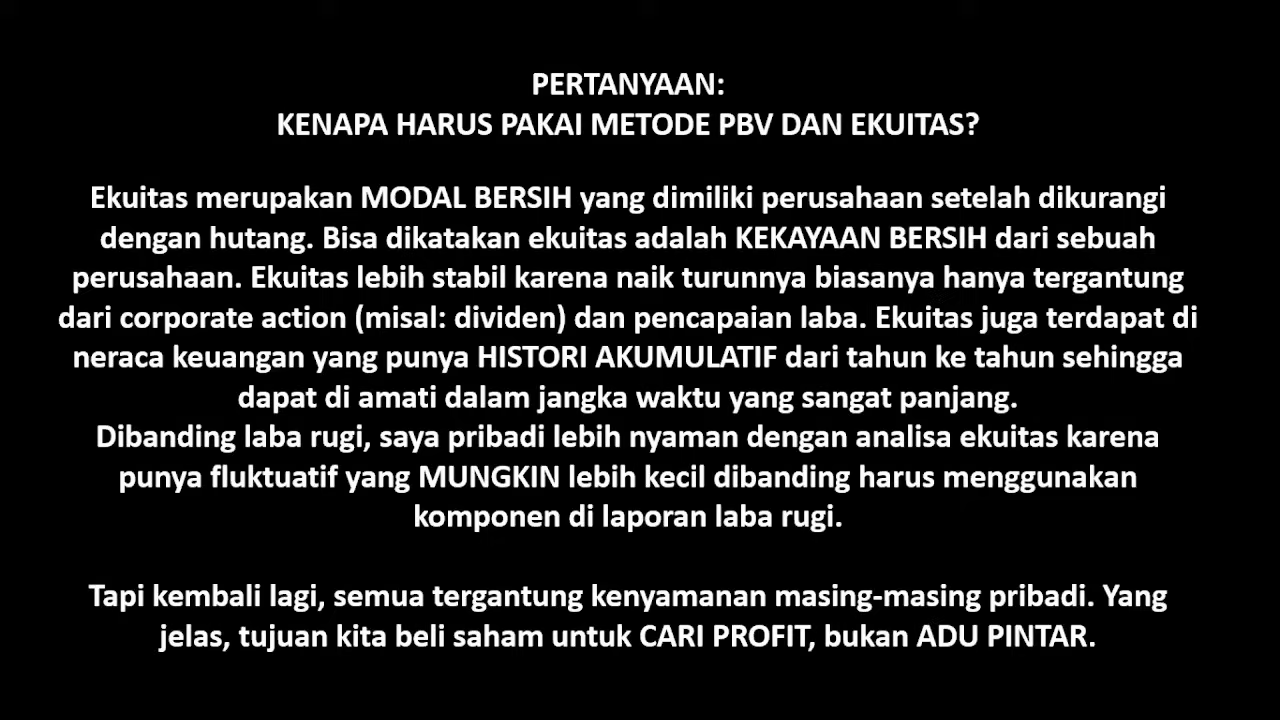 PERTANYAAN:
KENAPA HARUS PAKAI METODE PBV DAN EKUITAS?
Ekuitas merupakan MODAL BERSIH yang dimiliki perusahaan setelah dikurangi
dengan hutang. Bisa dikatakan ekuitas adalah KEKAYAAN BERSIH dari sebuah
perusahaan. Ekuitas lebih stabil karena naik turunnya biasanya hanya tergantung
dari corporate action (misal: dividen) dan pencapaian laba. Ekuitas juga terdapat di
neraca keuangan yang punya HISTORI AKUMULATIF dari tahun ke tahun sehingga
dapat di amati dalam jangka waktu yang sangat panjang.
Dibanding laba rugi, saya pribadi lebih nyaman dengan analisa ekuitas karena
punya fluktuatif yang MUNGKIN lebih kecil dibanding harus menggunakan
komponen di laporan laba rugi.
Tapi kembali lagi, semua tergantung kenyamanan masing-masing pribadi. Yang
jelas, tujuan kita beli saham untuk CARI PROFIT, bukan ADU PINTAR.